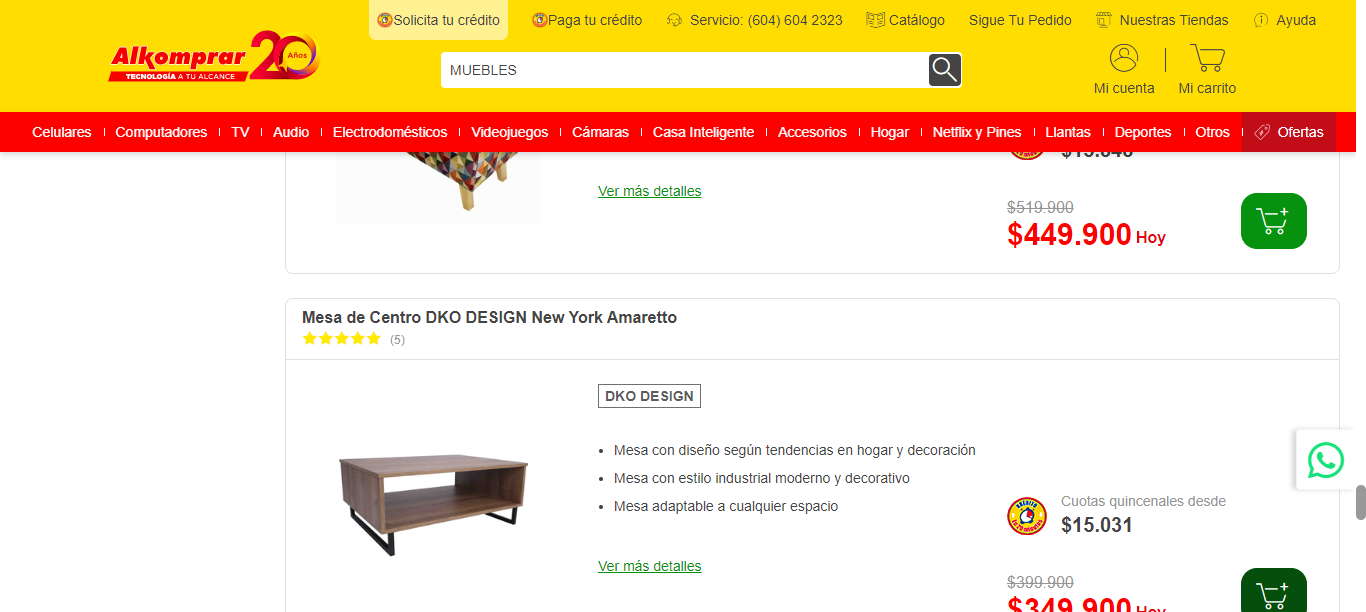 Solicita tu crédito
Paga tu crédito
Servicio: (604) 604 2323
Catálogo
Sigue Tu Pedido
Nuestras Tiendas
Ayuda
Alkomprar
TECNOLOGÍA A TU ALCANCE
20 Años
MUEBLES
Mi cuenta
Mi carrito
Celulares
Computadores
TV
Audio
Electrodomésticos
Videojuegos
Cámaras
Casa Inteligente
Accesorios
Hogar
Netflix y Pines
Llantas
Deportes
Otros
Ofertas
Ver más detalles
$519.900
$449.900 Hoy
Mesa de Centro DKO DESIGN New York Amaretto
(5)
DKO DESIGN
• Mesa con diseño según tendencias en hogar y decoración
• Mesa con estilo industrial moderno y decorativo
• Mesa adaptable a cualquier espacio
Cuotas quincenales desde
$15.031
Ver más detalles
$399.900
$349.900 Hoy